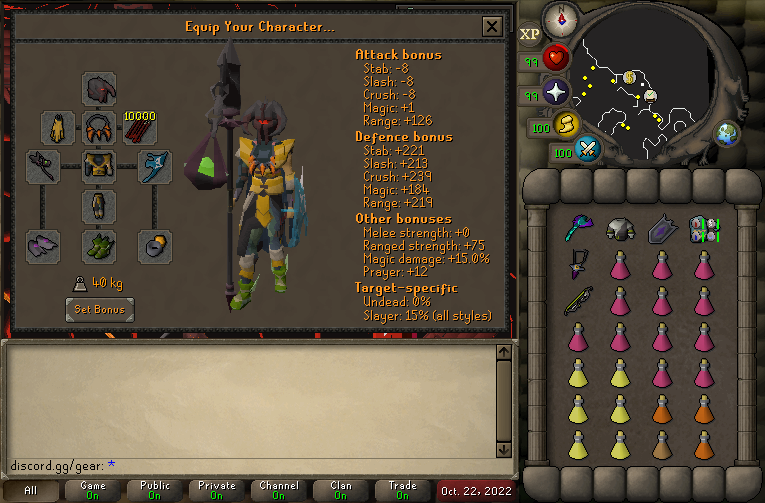 Equip Your Character...
10000
40 kg
Set Bonus
Attack bonus
Stab: -8
Slash: -8
Crush: -8
Magic: +1
Range: +126
Defence bonus
Stab: +221
Slash: +213
Crush: +239
Magic: +184
Range: +219
Other bonuses
Melee strength: +0
Ranged strength: +75
Magic damage: +15.0%
Prayer: +12
Target-specific
Undead: 0%
Slayer: 15% (all styles)
XP
99
99
100
100
discord.gg/gear: *
All
Game
On
Public
On
Private
On
Channel
On
Clan
On
Trade
On
Oct. 22, 2022